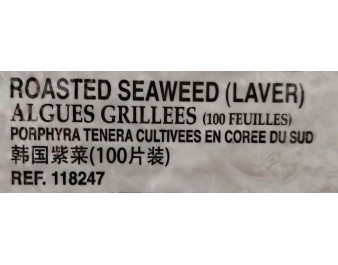 ROASTED SEAWEED (LAVER)
ALGUES GRILLEES (100 FEUILLES)
PORPHYRA TENERA CULTIVEES EN COREE DU SUD
韩国紫菜(100片装)
REF. 118247